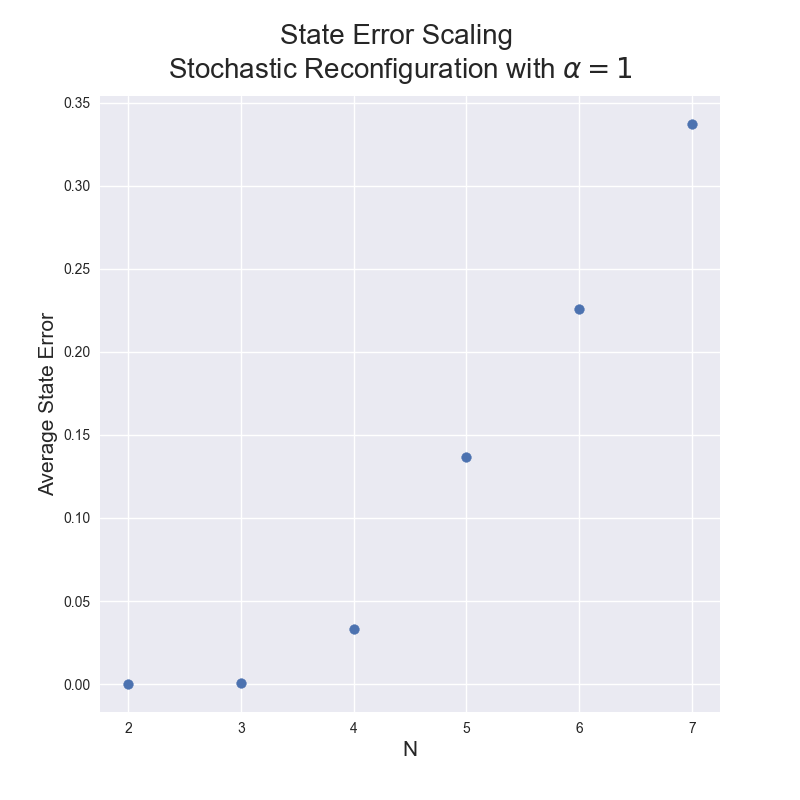 State Error Scaling
Stochastic Reconfiguration with α = 1
0.35
0.30
0.25
0.20
0.15
0.10
0.05
0.00
Average State Error
2 3 4 5 6 7
N